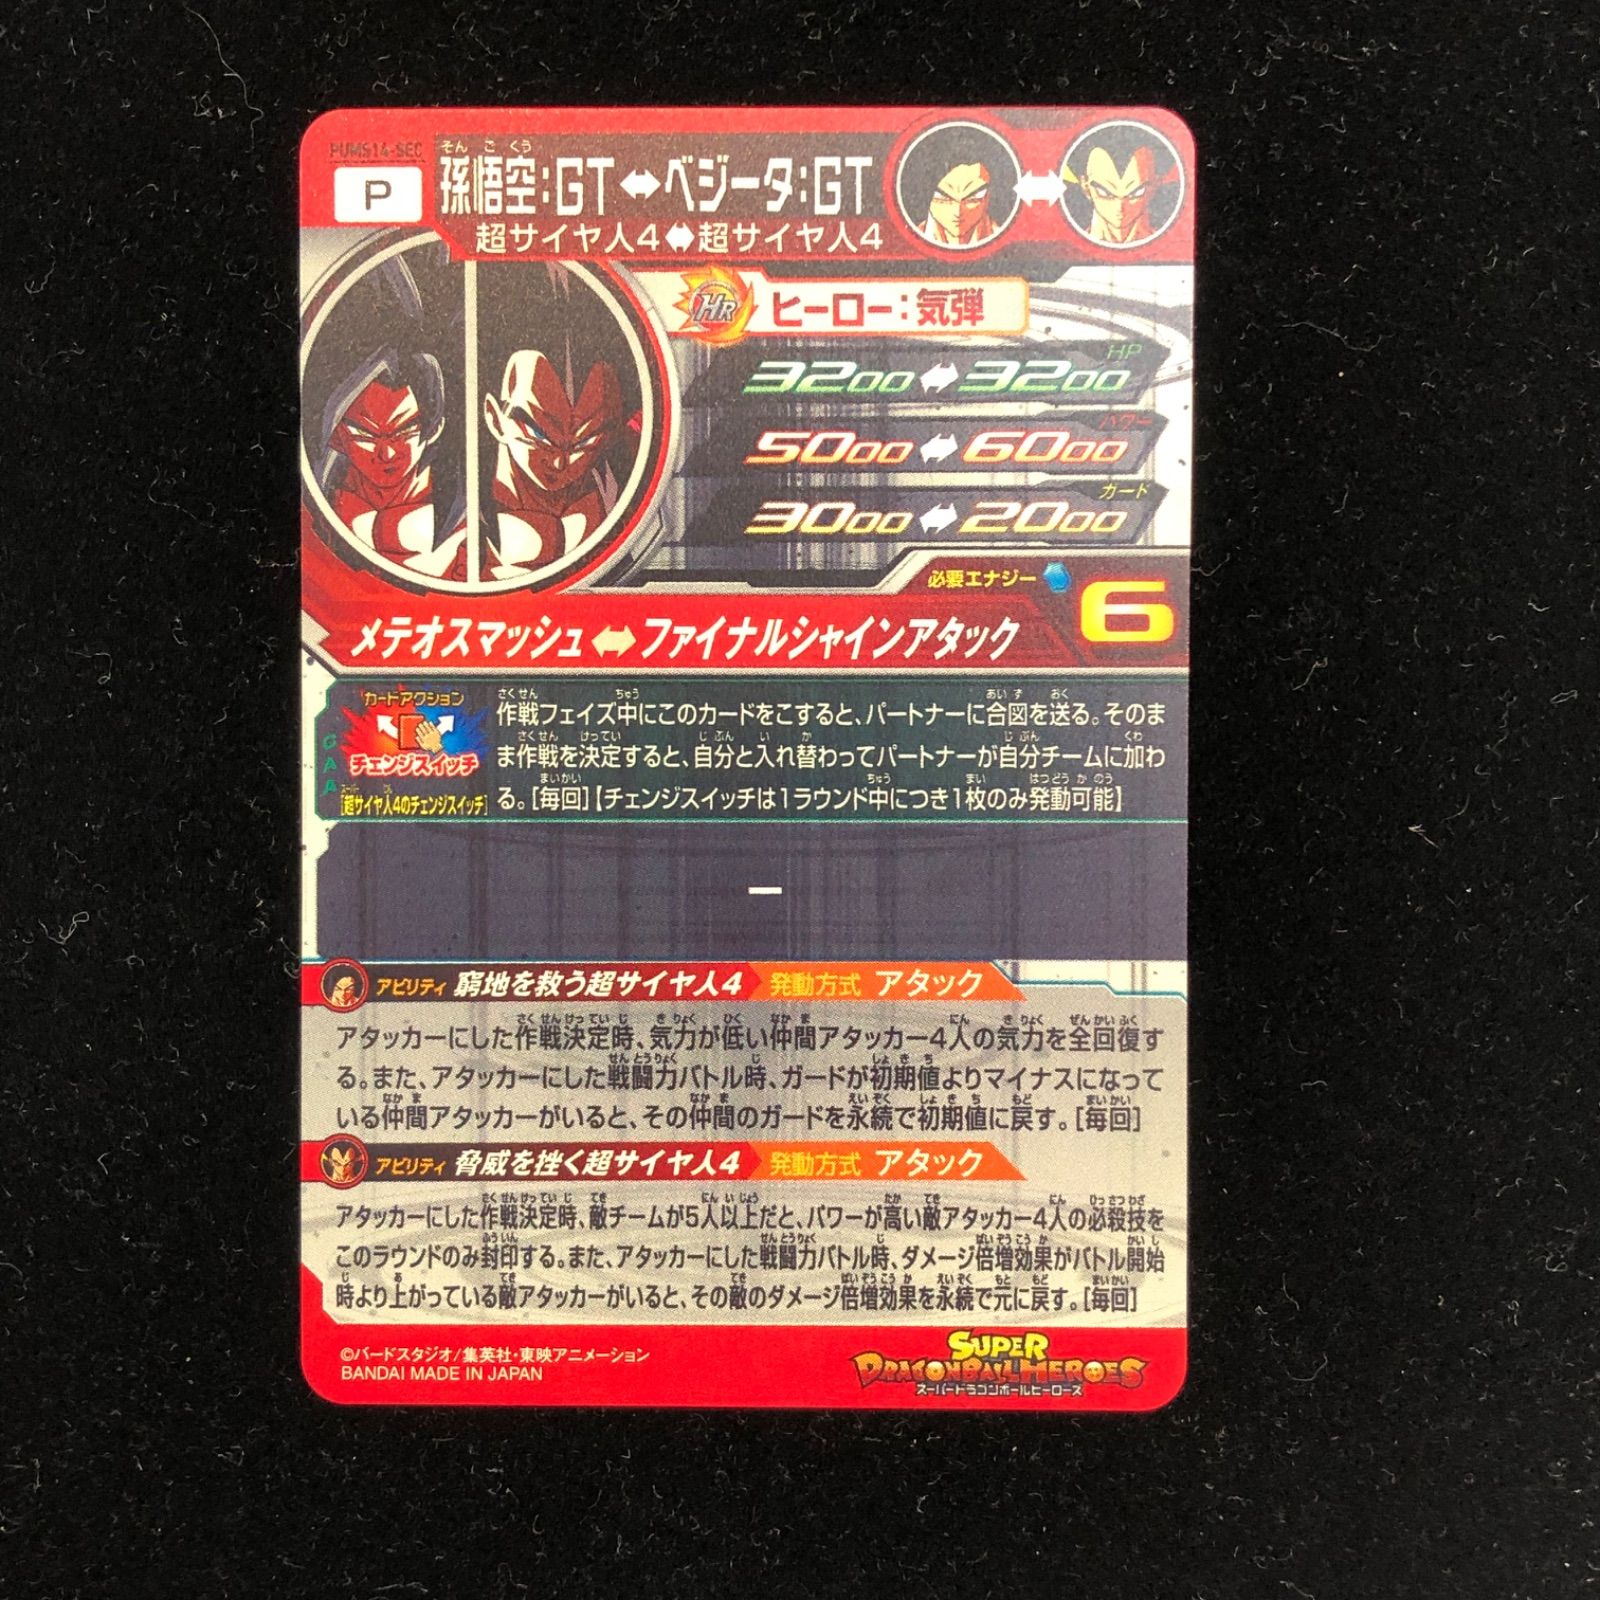 PUMS14-SEC
P
そん ご くう
孫悟空:GT⇔ベジータ:GT
超サイヤ人4⇔超サイヤ人4
HR ヒーロー:気弾
HP
3200⇔3200
パワー
5000⇔6000
ガード
3000⇔2000
必要エナジー 6
メテオスマッシュ⇔ファイナルシャインアタック
カードアクション
チェンジスイッチ
[超サイヤ人4のチェンジスイッチ]
作戦フェイズ中にこのカードをこすると、パートナーに合図を送る。そのま
ま作戦を決定すると、自分と入れ替わってパートナーが自分チームに加わ
る。[毎回]【チェンジスイッチは1ラウンド中につき1枚のみ発動可能】
ー
アビリティ 窮地を救う超サイヤ人4 発動方式 アタック
アタッカーにした作戦決定時、気力が低い仲間アタッカー4人の気力を全回復す
る。また、アタッカーにした戦闘力バトル時、ガードが初期値よりマイナスになって
いる仲間アタッカーがいると、その仲間のガードを永続で初期値に戻す。[毎回]
アビリティ 脅威を挫く超サイヤ人4 発動方式 アタック
アタッカーにした作戦決定時、敵チームが5人以上だと、パワーが高い敵アタッカー4人の必殺技を
このラウンドのみ封印する。また、アタッカーにした戦闘力バトル時、ダメージ倍増効果がバトル開始
時より上がっている敵アタッカーがいると、その敵のダメージ倍増効果を永続で元に戻す。[毎回]
©バードスタジオ/集英社・東映アニメーション
BANDAI MADE IN JAPAN
SUPER
DRAGONBALL HEROES
スーパードラゴンボールヒーローズ